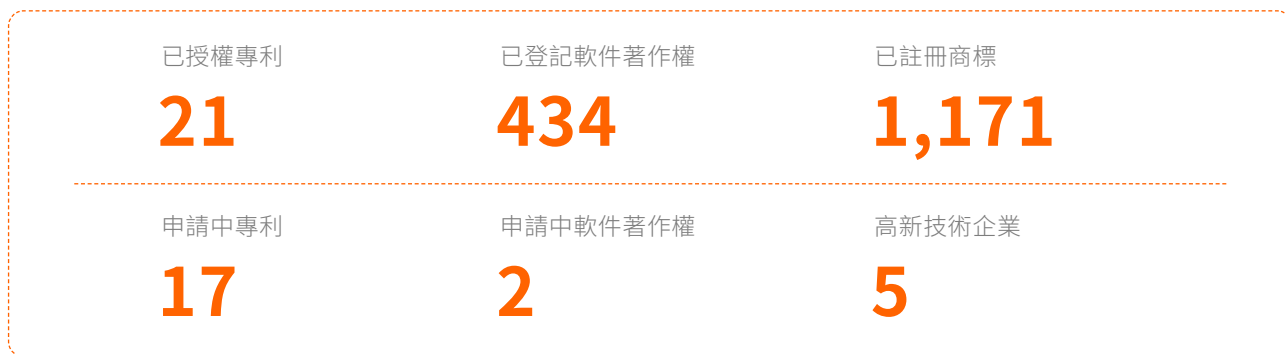 已授權專利 已登記軟件著作權 已註冊商標
21 434 1,171
申請中專利 申請中軟件著作權 高新技術企業
17 2 5